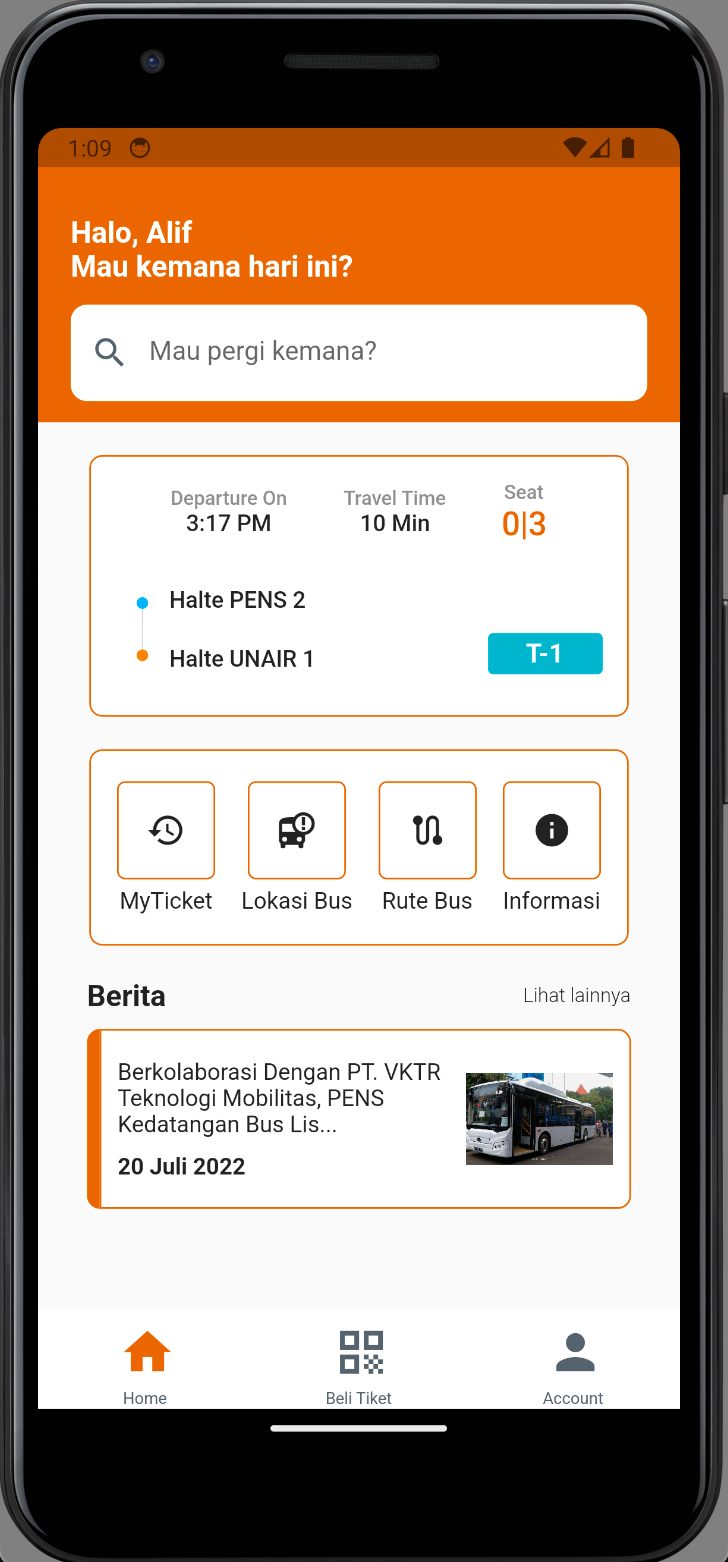 1:09
Halo, Alif
Mau kemana hari ini?
Mau pergi kemana?
Departure On
3:17 PM
Travel Time
10 Min
Seat
0|3
Halte PENS 2
Halte UNAIR 1
T-1
MyTicket
Lokasi Bus
Rute Bus
Informasi
Berita
Lihat lainnya
Berkolaborasi Dengan PT. VKTR
Teknologi Mobilitas, PENS
Kedatangan Bus Lis...
20 Juli 2022
Home
Beli Tiket
Account